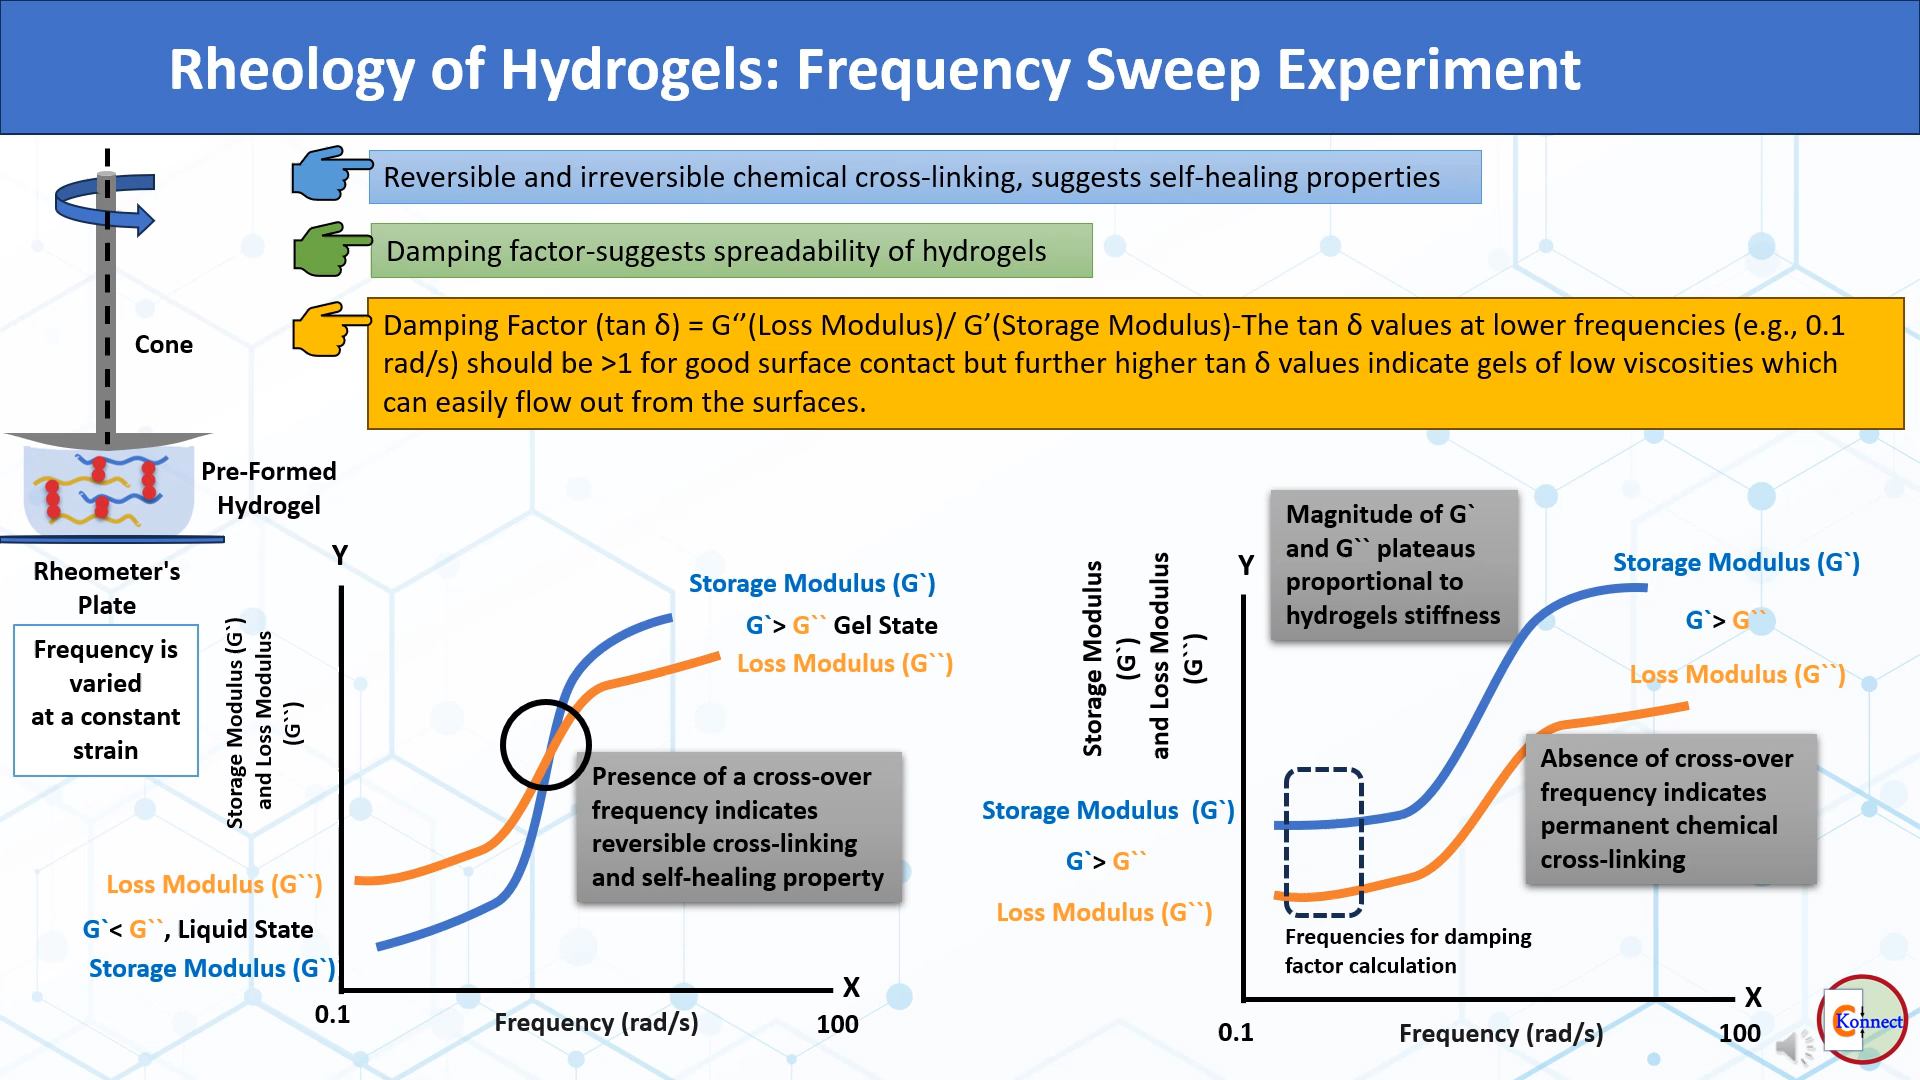 Rheology of Hydrogels: Frequency Sweep Experiment
Reversible and irreversible chemical cross-linking, suggests self-healing properties
Damping factor-suggests spreadability of hydrogels
Damping Factor (tan δ) = G‘’(Loss Modulus)/ G’(Storage Modulus)-The tan δ values at lower frequencies (e.g., 0.1
rad/s) should be >1 for good surface contact but further higher tan δ values indicate gels of low viscosities which
can easily flow out from the surfaces.
Cone
Pre-Formed
Hydrogel
Rheometer's
Plate
Frequency is
varied
at a constant
strain
Y
Storage Modulus (G`)
and Loss Modulus
(G``)
Storage Modulus (G`)
G`> G`` Gel State
Loss Modulus (G``)
Presence of a cross-over
frequency indicates
reversible cross-linking
and self-healing property
Loss Modulus (G``)
G`< G``, Liquid State
Storage Modulus (G`)
X
0.1
Frequency (rad/s)
100
Y
Storage Modulus
(G`)
and Loss Modulus
(G``)
Magnitude of G`
and G`` plateaus
proportional to
hydrogels stiffness
Storage Modulus (G`)
G`> G``
Loss Modulus (G``)
Absence of cross-over
frequency indicates
permanent chemical
cross-linking
Storage Modulus  (G`)
G`> G``
Loss Modulus (G``)
Frequencies for damping
factor calculation
X
0.1
Frequency (rad/s)
100
C
Konnect